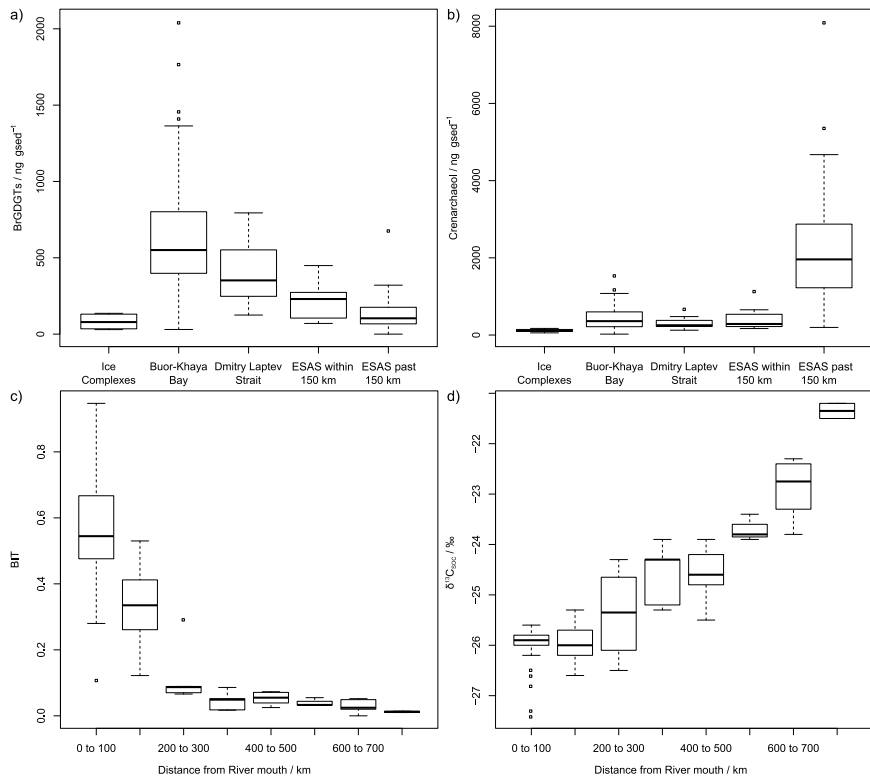 a)
BrGDGTs / ng gsed⁻¹
2000
1500
1000
500
0
Ice Complexes
Buor-Khaya Bay
Dmitry Laptev Strait
ESAS within 150 km
ESAS past 150 km
b)
Crenarchaeol / ng gsed⁻¹
8000
6000
4000
2000
0
Ice Complexes
Buor-Khaya Bay
Dmitry Laptev Strait
ESAS within 150 km
ESAS past 150 km
c)
BIT
0.8
0.6
0.4
0.2
0.0
0 to 100
200 to 300
400 to 500
600 to 700
Distance from River mouth / km
d)
δ¹³C_SOC / ‰
−22
−23
−24
−25
−26
−27
0 to 100
200 to 300
400 to 500
600 to 700
Distance from River mouth / km